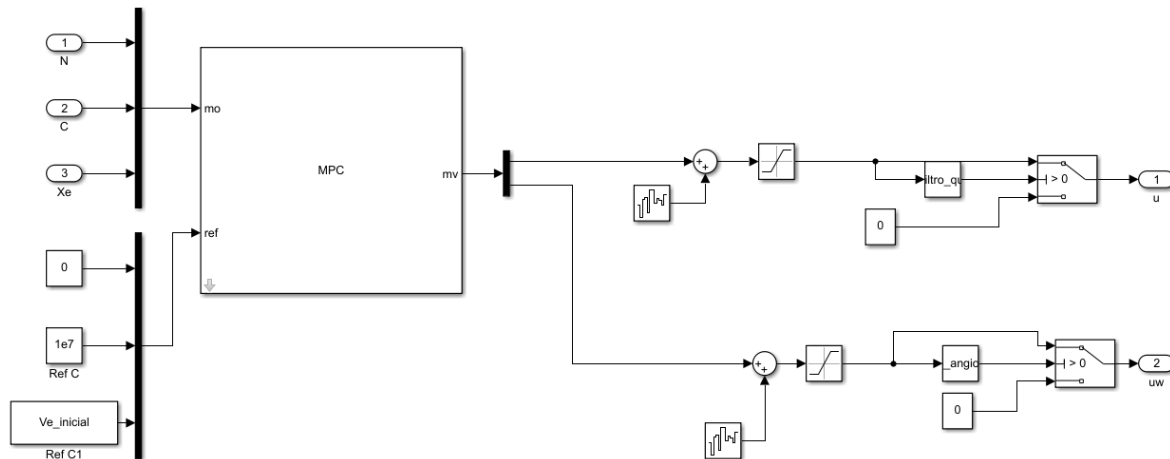 1
N
2
C
3
Xe
mo
MPC
mv
ref
0
1e7
Ref C
Ve_inicial
Ref C1
+
+
iltro_qu
> 0
0
1
u
+
+
_angio
> 0
0
2
uw